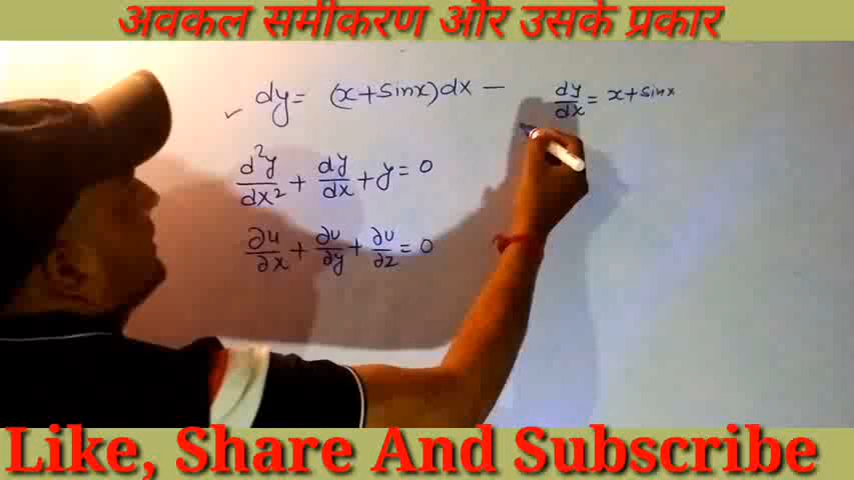 अवकल समीकरण और उसके प्रकार
dy = (x+sinx)dx —
dy/dx = x+sinx
d²y/dx² + dy/dx + y = 0
∂u/∂x + ∂u/∂y + ∂u/∂z = 0
Like, Share And Subscribe